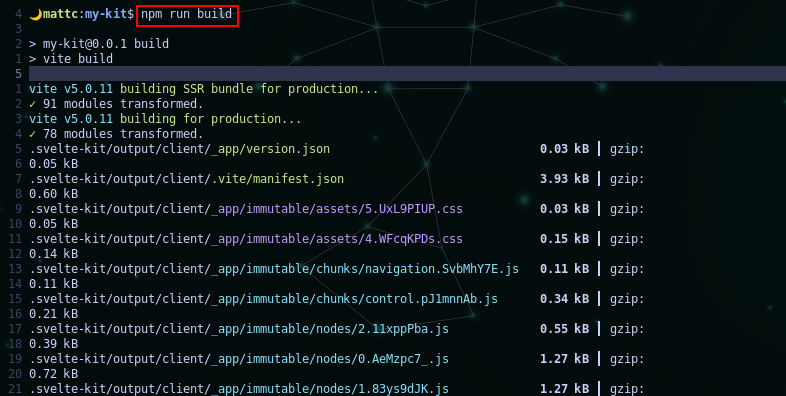 4 🌙mattc:my-kit$ npm run build
3
2 > my-kit@0.0.1 build
1 > vite build
5
1 vite v5.0.11 building SSR bundle for production...
2 ✓ 91 modules transformed.
3 vite v5.0.11 building for production...
4 ✓ 78 modules transformed.
5 .svelte-kit/output/client/_app/version.json 0.03 kB │ gzip:
6 0.05 kB
7 .svelte-kit/output/client/.vite/manifest.json 3.93 kB │ gzip:
8 0.60 kB
9 .svelte-kit/output/client/_app/immutable/assets/5.UxL9PIUP.css 0.03 kB │ gzip:
10 0.05 kB
11 .svelte-kit/output/client/_app/immutable/assets/4.WFcqKPDs.css 0.15 kB │ gzip:
12 0.14 kB
13 .svelte-kit/output/client/_app/immutable/chunks/navigation.SvbMhY7E.js 0.11 kB │ gzip:
14 0.11 kB
15 .svelte-kit/output/client/_app/immutable/chunks/control.pJ1mnnAb.js 0.34 kB │ gzip:
16 0.21 kB
17 .svelte-kit/output/client/_app/immutable/nodes/2.11xppPba.js 0.55 kB │ gzip:
18 0.39 kB
19 .svelte-kit/output/client/_app/immutable/nodes/0.AeMzpc7_.js 1.27 kB │ gzip:
20 0.72 kB
21 .svelte-kit/output/client/_app/immutable/nodes/1.83ys9dJK.js 1.27 kB │ gzip: